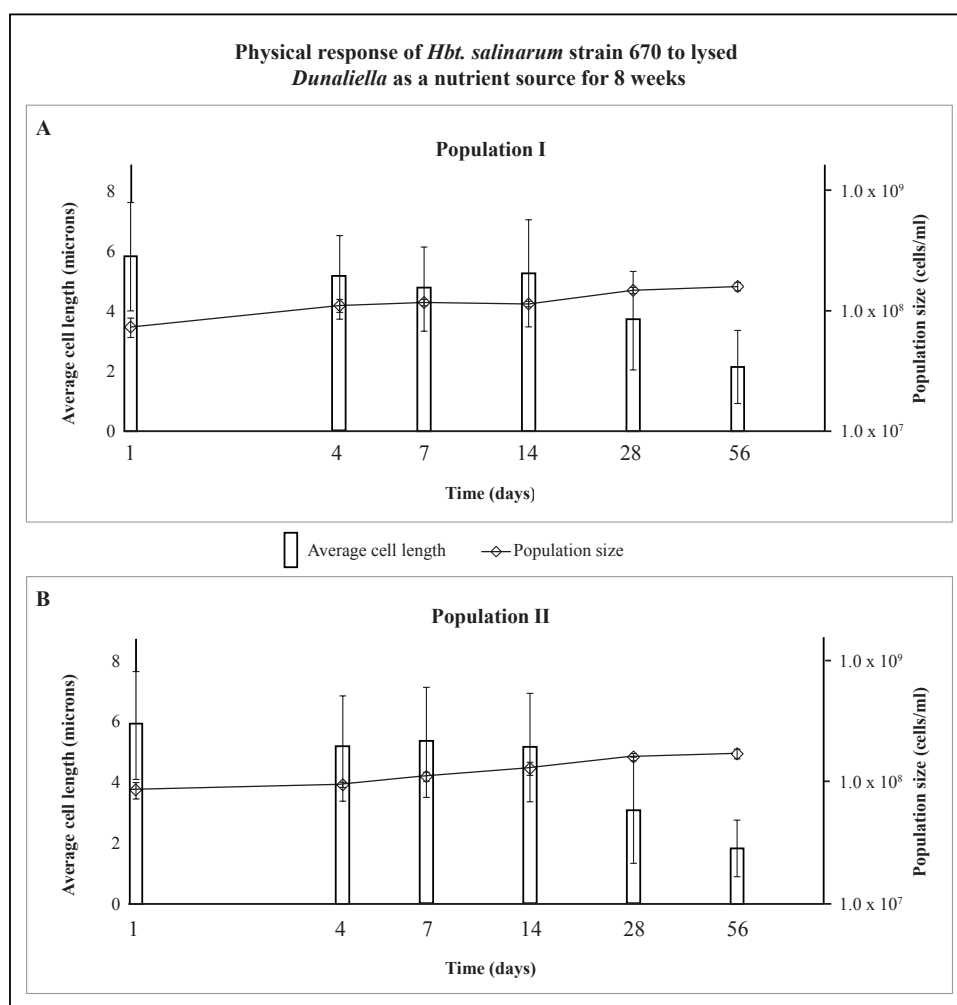 Physical response of Hbt. salinarum strain 670 to lysed
Dunaliella as a nutrient source for 8 weeks
A
Population I
Average cell length (microns)
8
6
4
2
0
1.0 x 10⁹
1.0 x 10⁸
1.0 x 10⁷
Population size (cells/ml)
1 4 7 14 28 56
Time (days)
Average cell length Population size
B
Population II
Average cell length (microns)
8
6
4
2
0
1.0 x 10⁹
1.0 x 10⁸
1.0 x 10⁷
Population size (cells/ml)
1 4 7 14 28 56
Time (days)